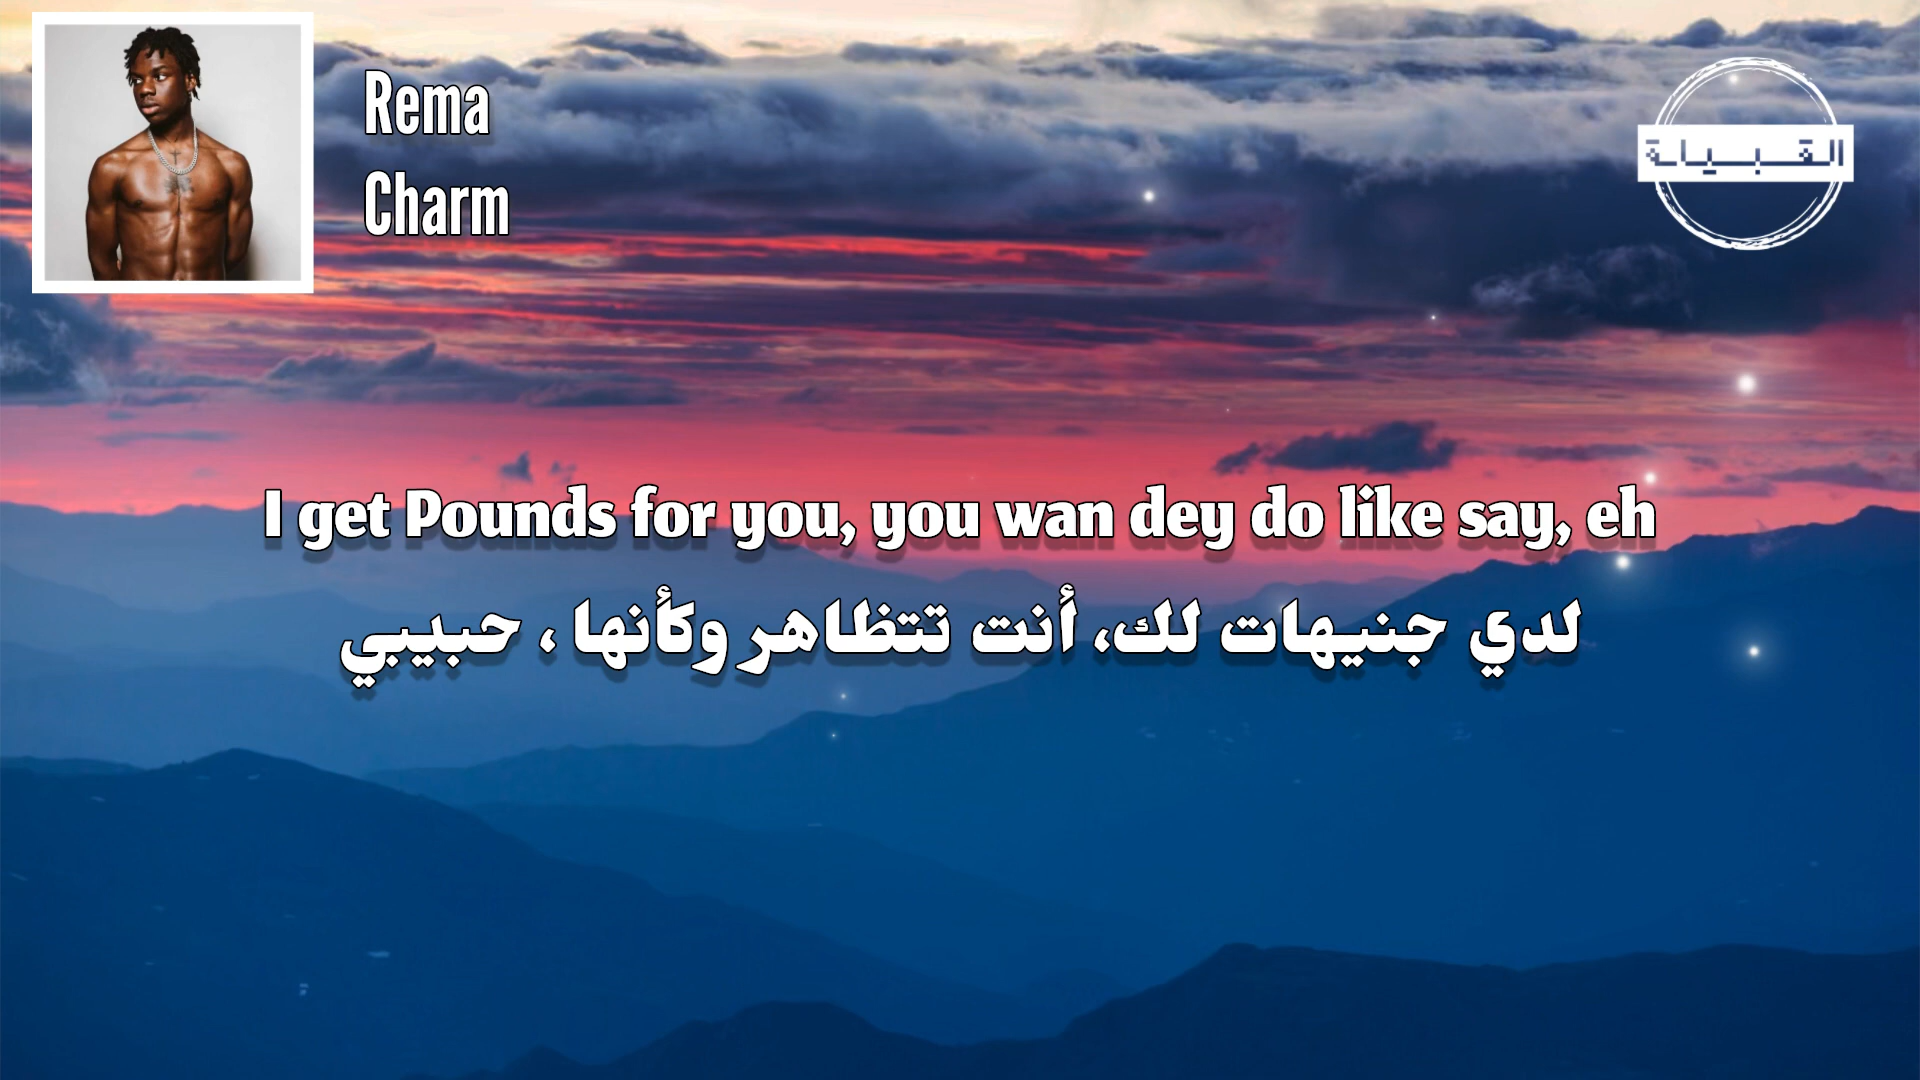 Rema
Charm
القبيلة
I get Pounds for you, you wan dey do like say, eh
لدي جنيهات لك، أنت تتظاهر وكأنها ، حبيبي